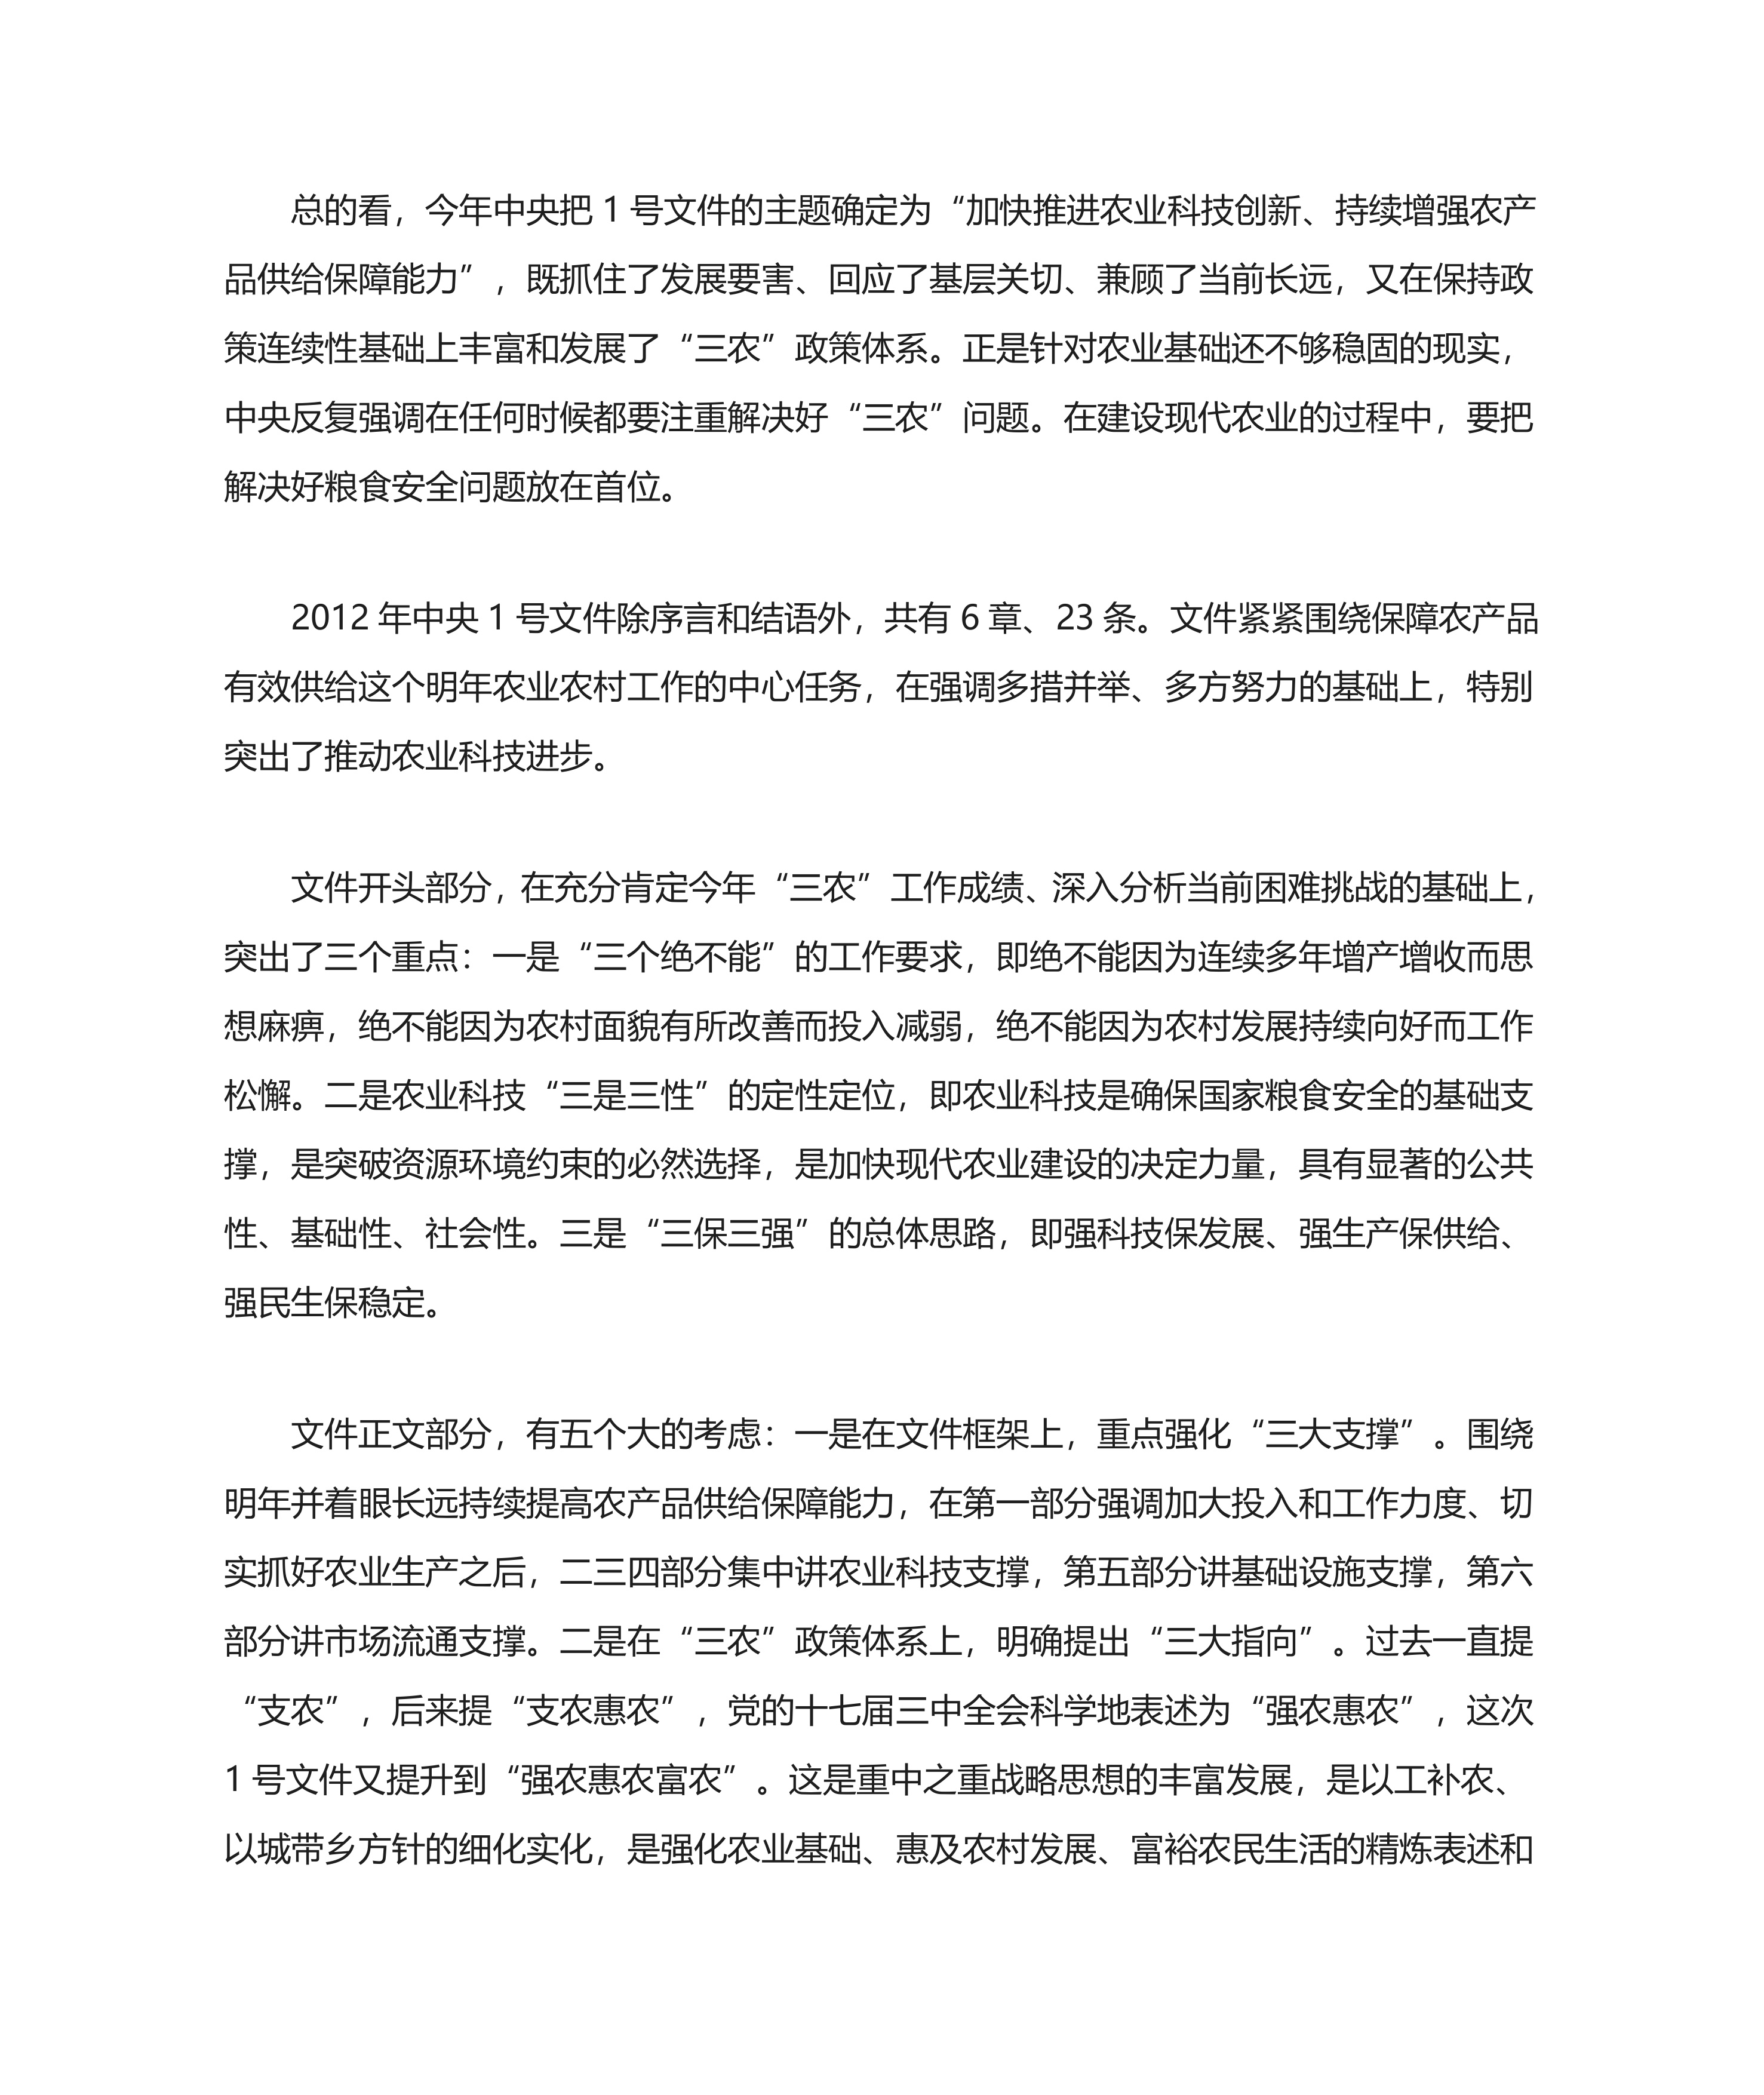 总的看，今年中央把 1 号文件的主题确定为“加快推进农业科技创新、持续增强农产
品供给保障能力”，既抓住了发展要害、回应了基层关切、兼顾了当前长远，又在保持政
策连续性基础上丰富和发展了“三农”政策体系。正是针对农业基础还不够稳固的现实，
中央反复强调在任何时候都要注重解决好“三农”问题。在建设现代农业的过程中，要把
解决好粮食安全问题放在首位。
2012 年中央 1 号文件除序言和结语外，共有 6 章、23 条。文件紧紧围绕保障农产品
有效供给这个明年农业农村工作的中心任务，在强调多措并举、多方努力的基础上，特别
突出了推动农业科技进步。
文件开头部分，在充分肯定今年“三农”工作成绩、深入分析当前困难挑战的基础上，
突出了三个重点：一是“三个绝不能”的工作要求，即绝不能因为连续多年增产增收而思
想麻痹，绝不能因为农村面貌有所改善而投入减弱，绝不能因为农村发展持续向好而工作
松懈。二是农业科技“三是三性”的定性定位，即农业科技是确保国家粮食安全的基础支
撑，是突破资源环境约束的必然选择，是加快现代农业建设的决定力量，具有显著的公共
性、基础性、社会性。三是“三保三强”的总体思路，即强科技保发展、强生产保供给、
强民生保稳定。
文件正文部分，有五个大的考虑：一是在文件框架上，重点强化“三大支撑”。围绕
明年并着眼长远持续提高农产品供给保障能力，在第一部分强调加大投入和工作力度、切
实抓好农业生产之后，二三四部分集中讲农业科技支撑，第五部分讲基础设施支撑，第六
部分讲市场流通支撑。二是在“三农”政策体系上，明确提出“三大指向”。过去一直提
“支农”，后来提“支农惠农”，党的十七届三中全会科学地表述为“强农惠农”，这次
1 号文件又提升到“强农惠农富农”。这是重中之重战略思想的丰富发展，是以工补农、
以城带乡方针的细化实化，是强化农业基础、惠及农村发展、富裕农民生活的精炼表述和